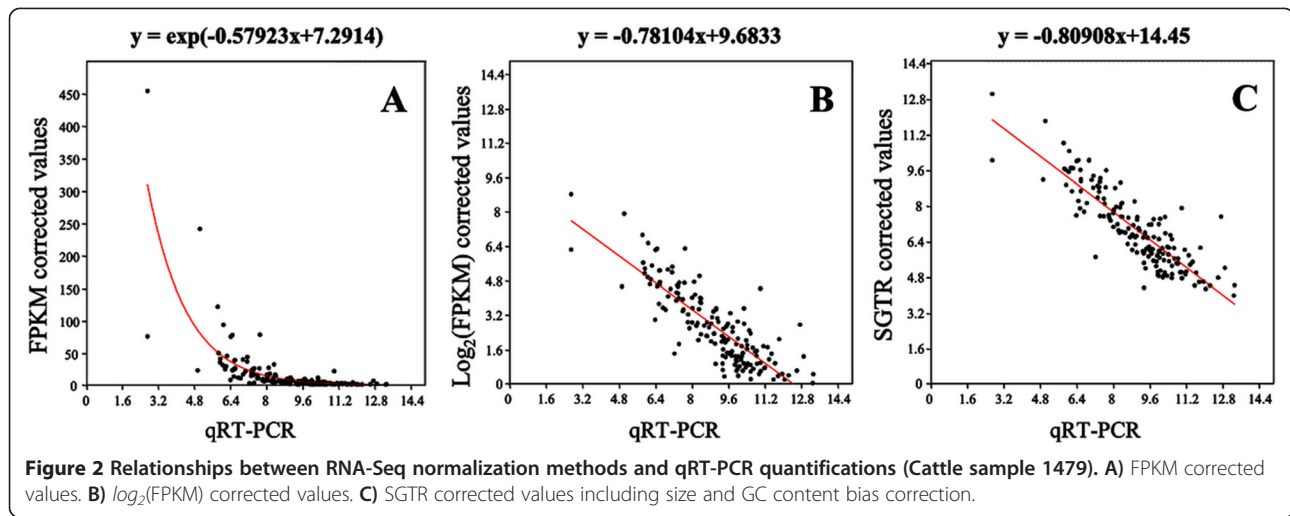 y = exp(-0.57923x+7.2914)
A
FPKM corrected values
450
400
350
300
250
200
150
100
50
0
0 1.6 3.2 4.8 6.4 8 9.6 11.2 12.8 14.4
qRT-PCR
y = -0.78104x+9.6833
B
Log2(FPKM) corrected values
14.4
12.8
11.2
9.6
8
6.4
4.8
3.2
1.6
0
0 1.6 3.2 4.8 6.4 8 9.6 11.2 12.8 14.4
qRT-PCR
y = -0.80908x+14.45
C
SGTR corrected values
14.4
12.8
11.2
9.6
8
6.4
4.8
3.2
1.6
0
0 1.6 3.2 4.8 6.4 8 9.6 11.2 12.8 14.4
qRT-PCR
Figure 2 Relationships between RNA-Seq normalization methods and qRT-PCR quantifications (Cattle sample 1479). A) FPKM corrected
values. B) log2(FPKM) corrected values. C) SGTR corrected values including size and GC content bias correction.